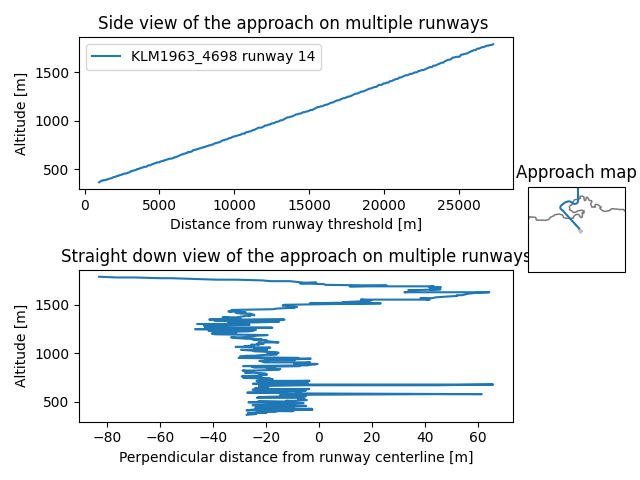 Side view of the approach on multiple runways
KLM1963_4698 runway 14
Altitude [m]
1500
1000
500
0 5000 10000 15000 20000 25000
Distance from runway threshold [m]
Approach map
Straight down view of the approach on multiple runways
Altitude [m]
1500
1000
500
−80 −60 −40 −20 0 20 40 60
Perpendicular distance from runway centerline [m]